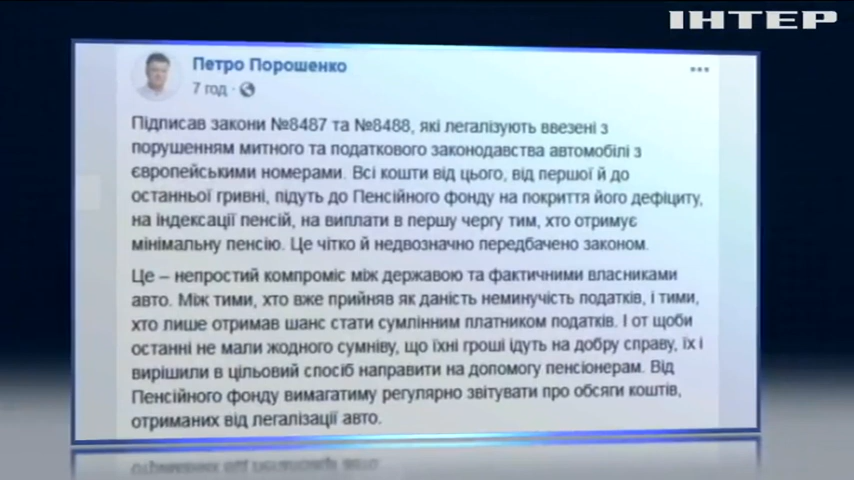 ІНТЕР
Петро Порошенко
7 год ·
Підписав закони №8487 та №8488, які легалізують ввезені з
порушенням митного та податкового законодавства автомобілі з
європейськими номерами. Всі кошти від цього, від першої й до
останньої гривні, підуть до Пенсійного фонду на покриття його дефіциту,
на індексації пенсій, на виплати в першу чергу тим, хто отримує
мінімальну пенсію. Це чітко й недвозначно передбачено законом.
Це – непростий компроміс між державою та фактичними власниками
авто. Між тими, хто вже прийняв як даність неминучість податків, і тими,
хто лише отримав шанс стати сумлінним платником податків. І от щоби
останні не мали жодного сумніву, що їхні гроші ідуть на добру справу, їх і
вирішили в цільовий спосіб направити на допомогу пенсіонерам. Від
Пенсійного фонду вимагатиму регулярно звітувати про обсяги коштів,
отриманих від легалізації авто.